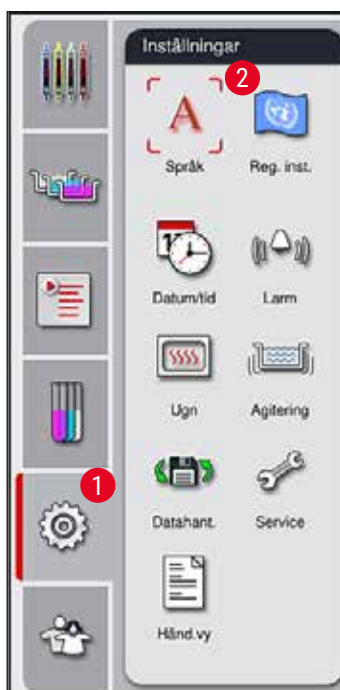 Inställningar
2
A
Språk
Reg. inst.
Datum/tid
Larm
Ugn
Agitering
1
Datahant.
Service
Händ.vy